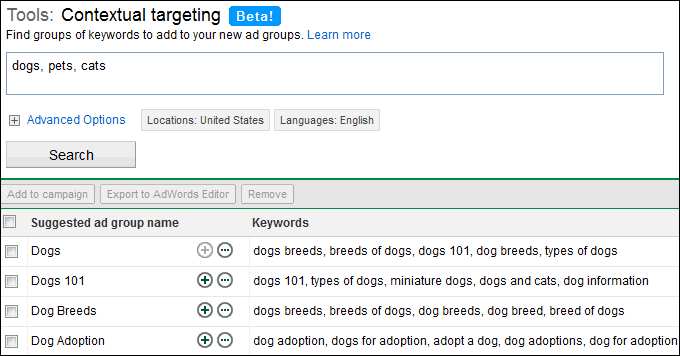 Tools: Contextual targeting Beta!
Find groups of keywords to add to your new ad groups. Learn more
dogs, pets, cats
Advanced Options Locations: United States Languages: English
Search
Add to campaign Export to AdWords Editor Remove
Suggested ad group name Keywords
Dogs dogs breeds, breeds of dogs, dogs 101, dog breeds, types of dogs
Dogs 101 dogs 101, types of dogs, miniature dogs, dogs and cats, dog information
Dog Breeds dogs breeds, breeds of dogs, dog breeds, dog breed, breed of dogs
Dog Adoption dog adoption, dogs for adoption, adopt a dog, dog adoptions, dog for adoption